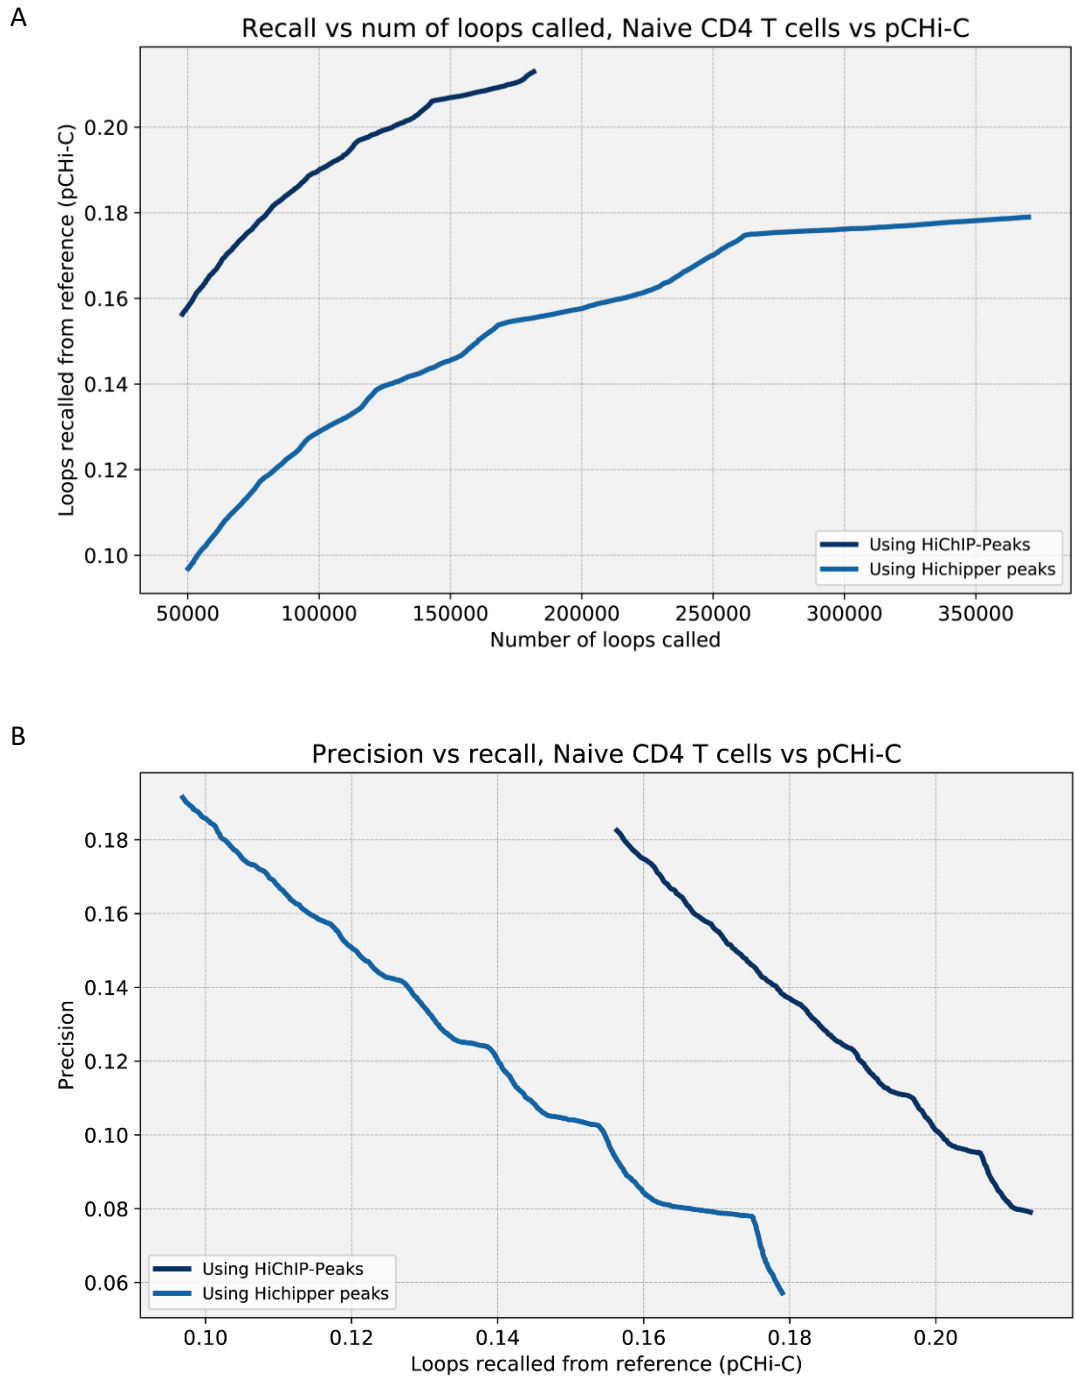 A
Recall vs num of loops called, Naive CD4 T cells vs pCHi-C
Loops recalled from reference (pCHi-C)
0.20
0.18
0.16
0.14
0.12
0.10
Using HiChIP-Peaks
Using Hichipper peaks
50000 100000 150000 200000 250000 300000 350000
Number of loops called
B
Precision vs recall, Naive CD4 T cells vs pCHi-C
Precision
0.18
0.16
0.14
0.12
0.10
0.08
0.06
Using HiChIP-Peaks
Using Hichipper peaks
0.10 0.12 0.14 0.16 0.18 0.20
Loops recalled from reference (pCHi-C)